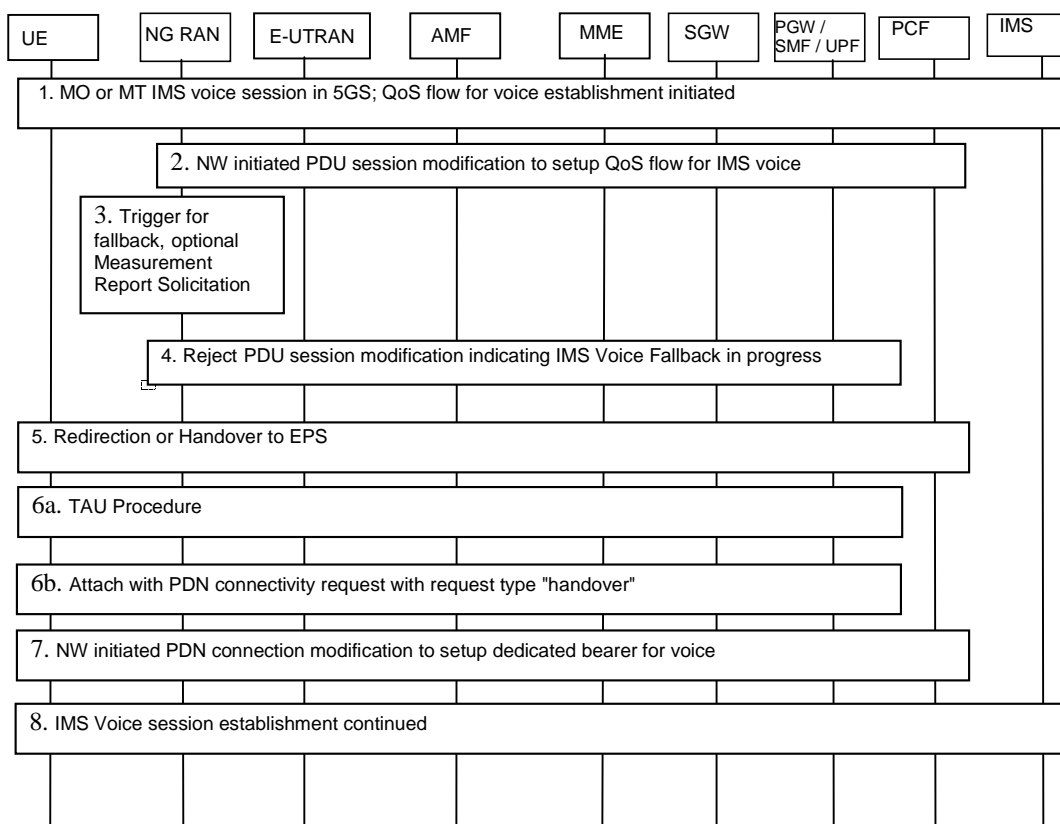 UE
NG RAN
E-UTRAN
AMF
MME
SGW
PGW /
SMF / UPF
PCF
IMS
1. MO or MT IMS voice session in 5GS; QoS flow for voice establishment initiated
2. NW initiated PDU session modification to setup QoS flow for IMS voice
3. Trigger for
fallback, optional
Measurement
Report Solicitation
4. Reject PDU session modification indicating IMS Voice Fallback in progress
5. Redirection or Handover to EPS
6a. TAU Procedure
6b. Attach with PDN connectivity request with request type "handover"
7. NW initiated PDN connection modification to setup dedicated bearer for voice
8. IMS Voice session establishment continued